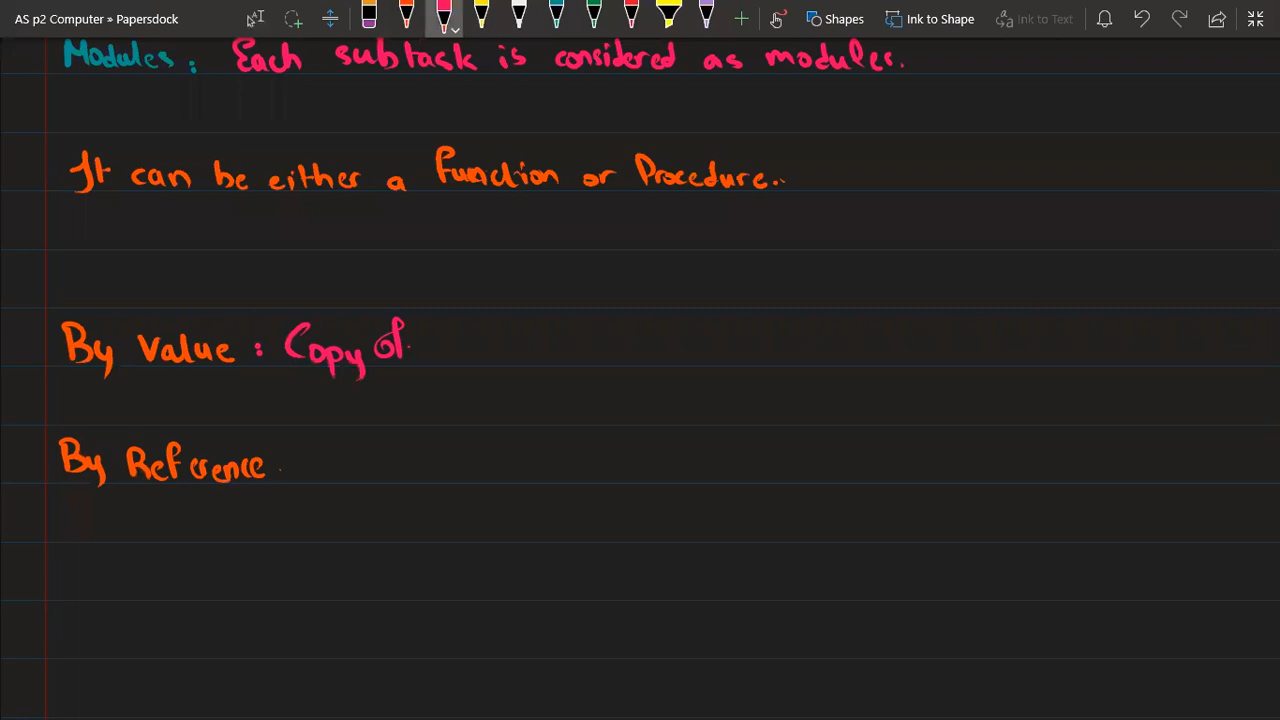 AS p2 Computer » Papersdock
Shapes
Ink to Shape
Ink to Text
Modules: Each subtask is considered as modules.
It can be either a Function or Procedure..
By Value : Copy of
By Reference